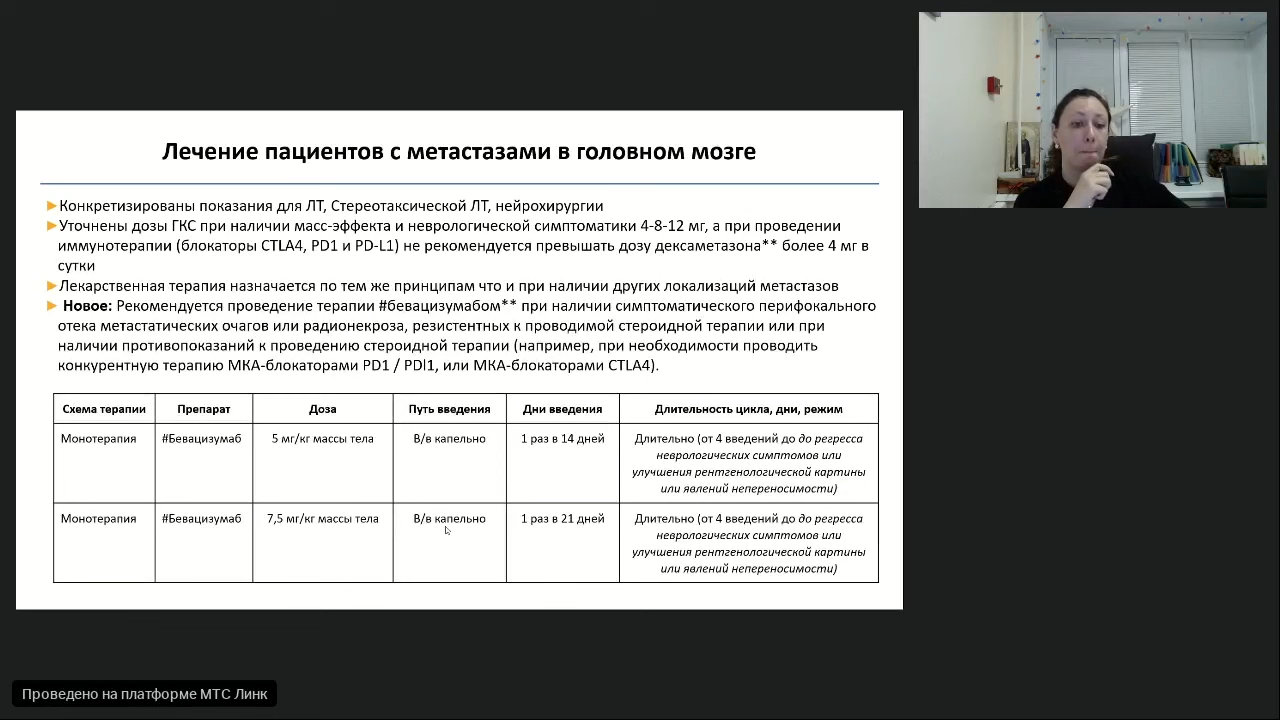 Лечение пациентов с метастазами в головном мозге
Конкретизированы показания для ЛТ, Стереотаксической ЛТ, нейрохирургии
Уточнены дозы ГКС при наличии масс-эффекта и неврологической симптоматики 4-8-12 мг, а при проведении
иммунотерапии (блокаторы CTLA4, PD1 и PD-L1) не рекомендуется превышать дозу дексаметазона** более 4 мг в
сутки
Лекарственная терапия назначается по тем же принципам что и при наличии других локализаций метастазов
Новое: Рекомендуется проведение терапии #бевацизумабом** при наличии симптоматического перифокального
отека метастатических очагов или радионекроза, резистентных к проводимой стероидной терапии или при
наличии противопоказаний к проведению стероидной терапии (например, при необходимости проводить
конкурентную терапию МКА-блокаторами PD1 / PDl1, или МКА-блокаторами CTLA4).
Схема терапии Препарат Доза Путь введения Дни введения Длительность цикла, дни, режим
Монотерапия #Бевацизумаб 5 мг/кг массы тела В/в капельно 1 раз в 14 дней Длительно (от 4 введений до до регресса
неврологических симптомов или
улучшения рентгенологической картины
или явлений непереносимости)
Монотерапия #Бевацизумаб 7,5 мг/кг массы тела В/в капельно 1 раз в 21 дней Длительно (от 4 введений до до регресса
неврологических симптомов или
улучшения рентгенологической картины
или явлений непереносимости)
Проведено на платформе МТС Линк